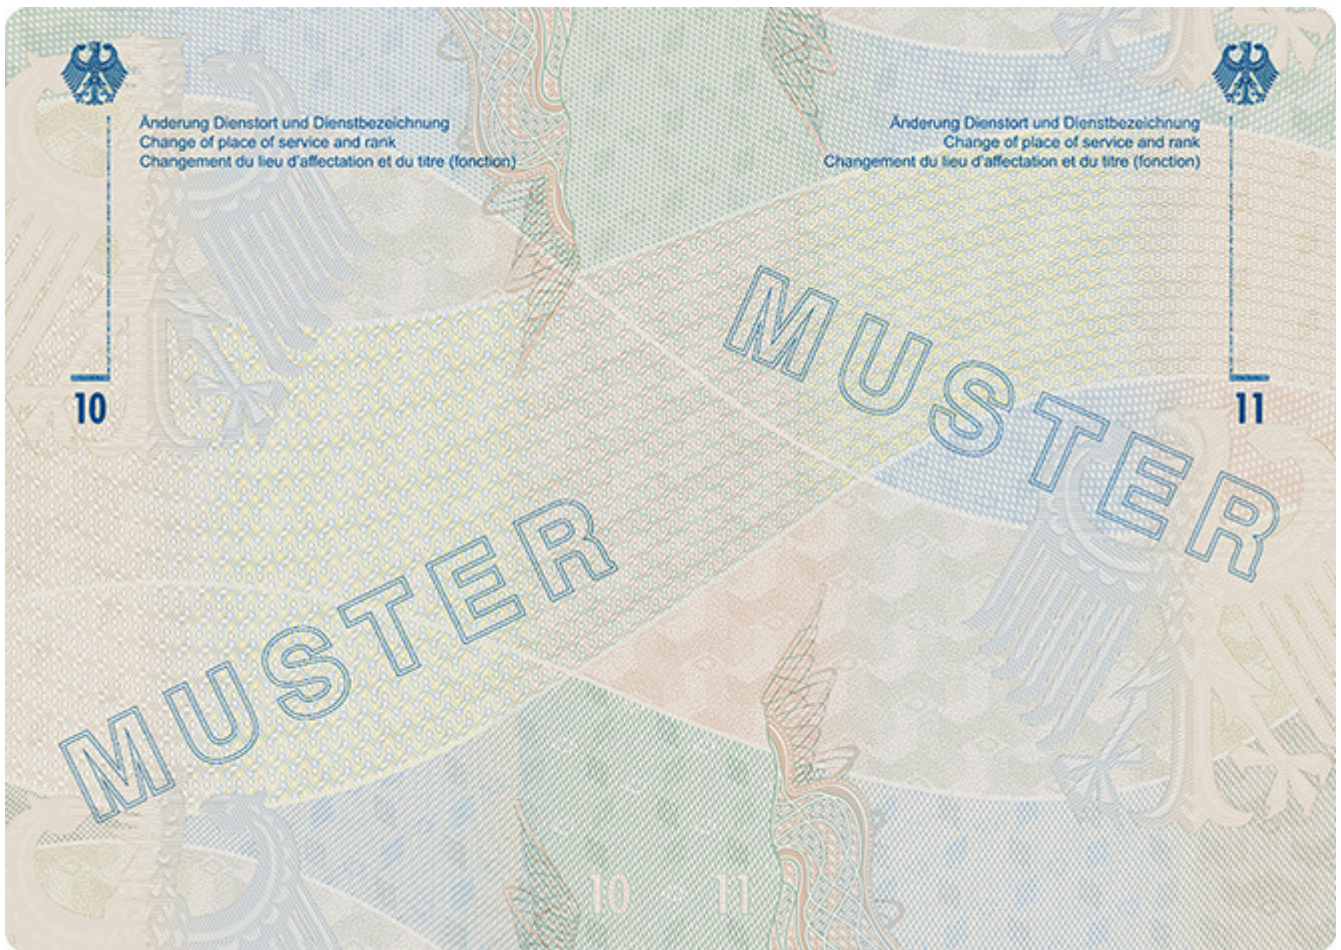 Änderung Dienstort und Dienstbezeichnung
Change of place of service and rank
Changement du lieu d'affectation et du titre (fonction)
10
MUSTER
Änderung Dienstort und Dienstbezeichnung
Change of place of service and rank
Changement du lieu d'affectation et du titre (fonction)
11
MUSTER
10 11